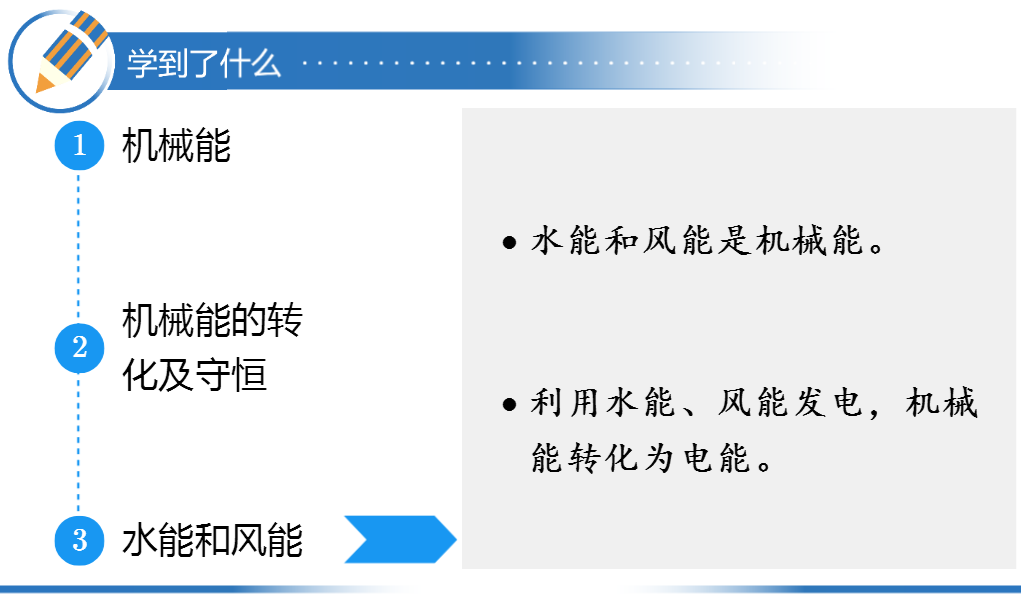 学到了什么
1 机械能
2 机械能的转
化及守恒
3 水能和风能
• 水能和风能是机械能。
• 利用水能、风能发电，机械
能转化为电能。